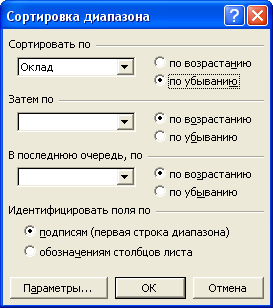 Сортировка диапазона
Сортировать по
Оклад
по возрастанию
по убыванию
Затем по
по возрастанию
по убыванию
В последнюю очередь, по
по возрастанию
по убыванию
Идентифицировать поля по
подписям (первая строка диапазона)
обозначениям столбцов листа
Параметры...
ОК
Отмена